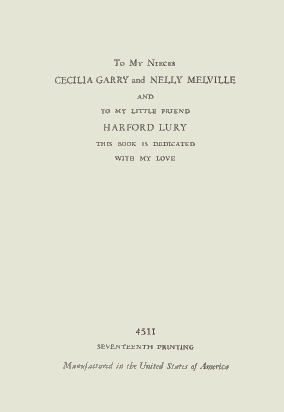 To My Nieces
CECILIA GARRY and NELLY MELVILLE
AND
TO MY LITTLE FRIEND
HARFORD LURY
THIS BOOK IS DEDICATED
WITH MY LOVE
4511
SEVENTEENTH PRINTING
Manufactured in the United States of America